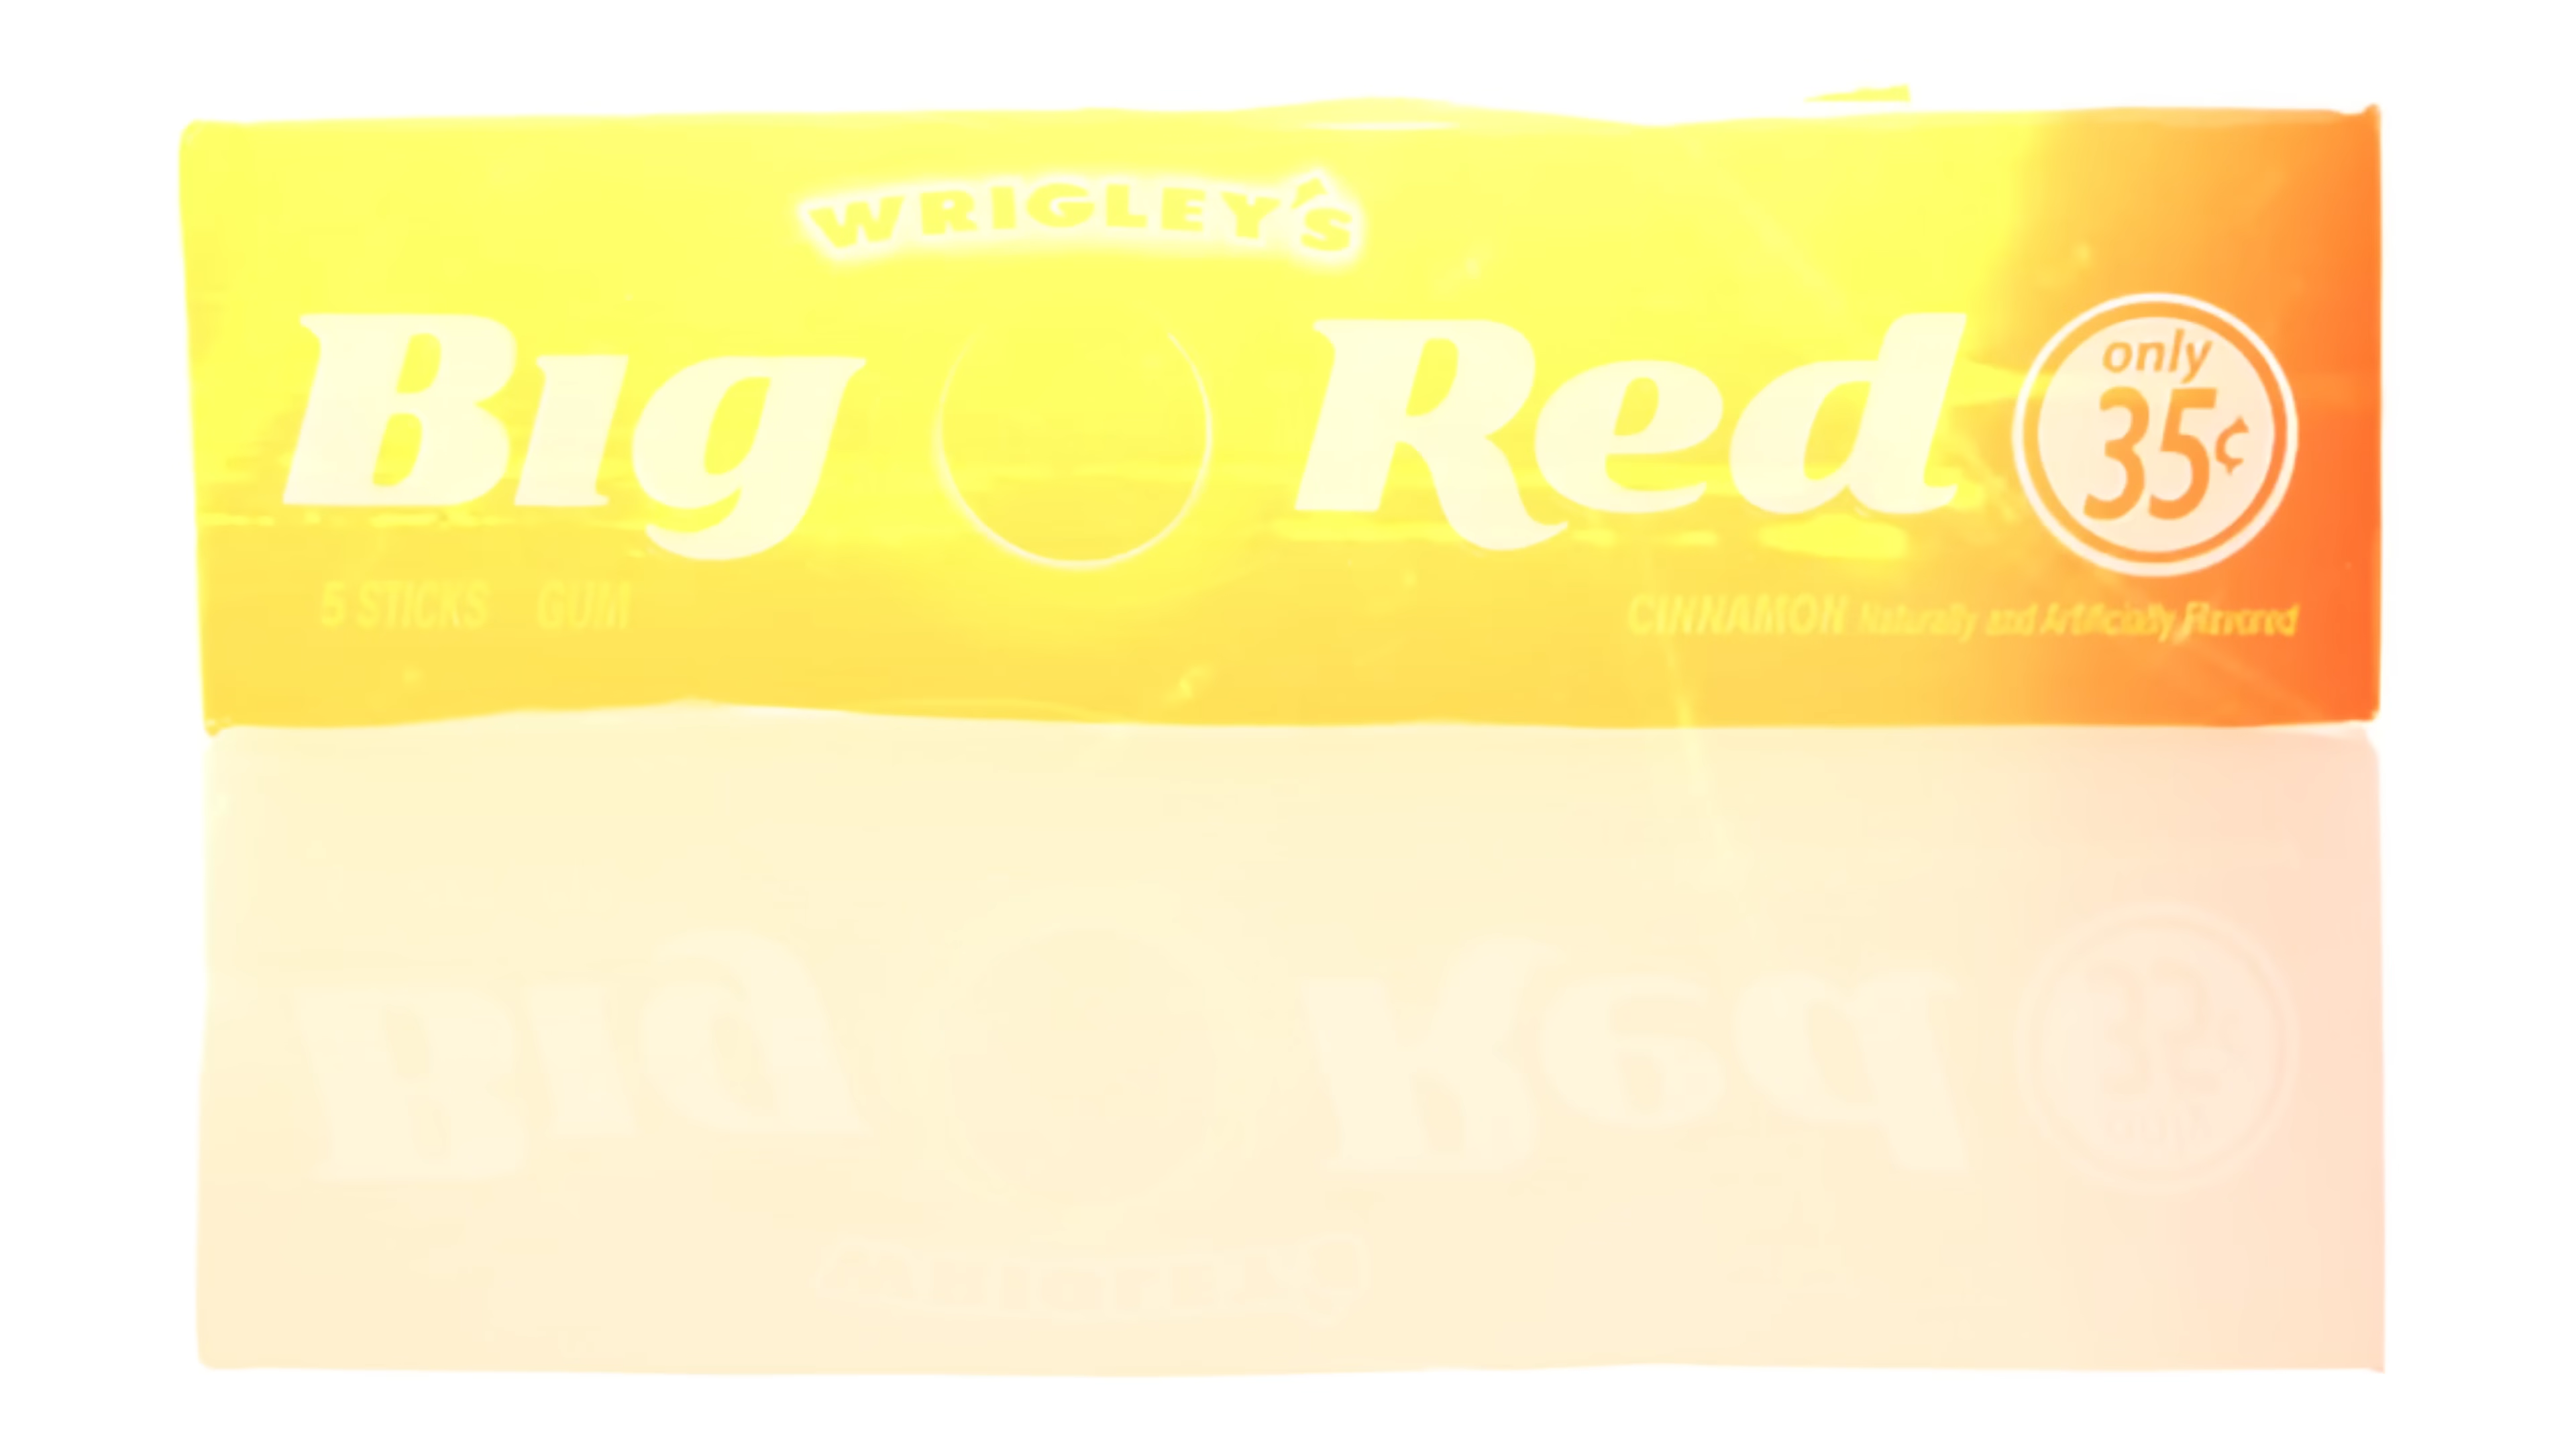 WRIGLEY'S
Big Red
only
35¢
5 STICKS GUM
CINNAMON Naturally and Artificially Flavored